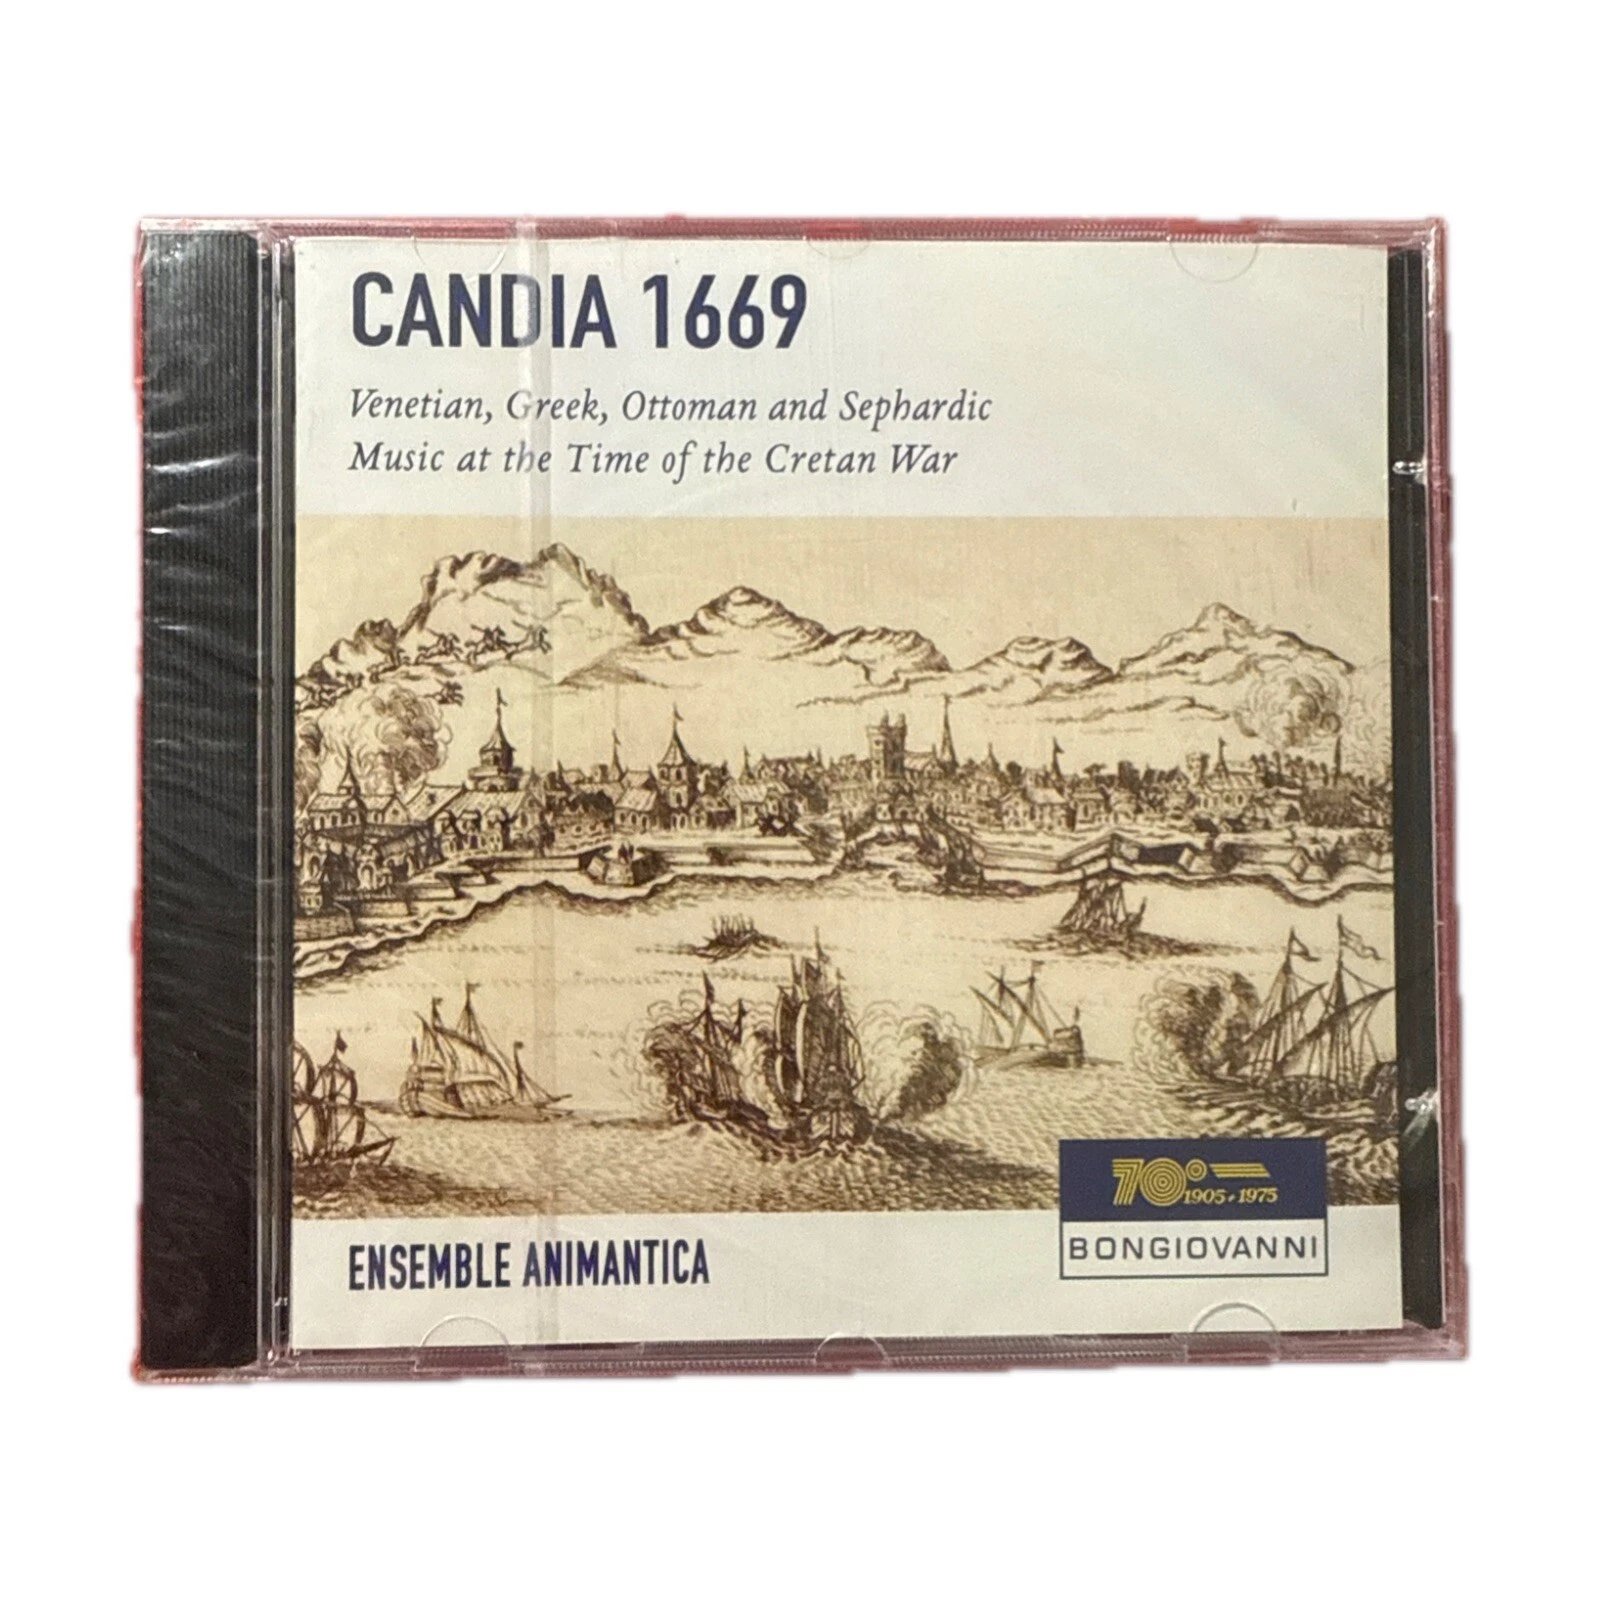 CANDIA 1669
Venetian, Greek, Ottoman and Sephardic
Music at the Time of the Cretan War
70° 1905-1975
BONGIOVANNI
ENSEMBLE ANIMANTICA